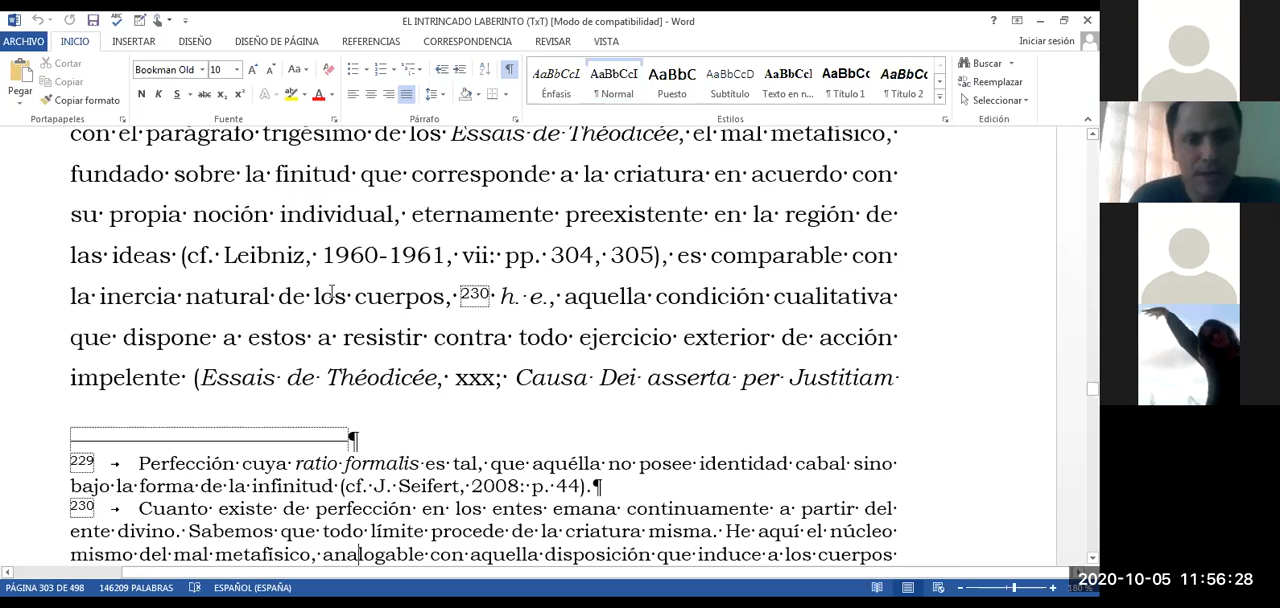 EL INTRINCADO LABERINTO (TxT) [Modo de compatibilidad] - Word
ARCHIVO INICIO INSERTAR DISEÑO DISEÑO DE PÁGINA REFERENCIAS CORRESPONDENCIA REVISAR VISTA Iniciar sesión
Pegar
Cortar
Copiar
Copiar formato
Portapapeles
Bookman Old 10
Fuente
Párrafo
AaBbCcI Énfasis
AaBbCcI ¶ Normal
AaBbC Puesto
AaBbCcD Subtítulo
AaBbCcI Texto en n...
AaBbCc ¶ Título 1
AaBbCc ¶ Título 2
Estilos
Buscar
Reemplazar
Seleccionar
Edición
con el parágrafo trigésimo de los Essais de Théodicée, el mal metafísico,
fundado sobre la finitud que corresponde a la criatura en acuerdo con
su propia noción individual, eternamente preexistente en la región de
las ideas (cf. Leibniz, 1960-1961, vii: pp. 304, 305), es comparable con
la inercia natural de los cuerpos, 230 h. e., aquella condición cualitativa
que dispone a estos a resistir contra todo ejercicio exterior de acción
impelente (Essais de Théodicée, xxx; Causa Dei asserta per Justitiam
¶
229 → Perfección cuya ratio formalis es tal, que aquélla no posee identidad cabal sino
bajo la forma de la infinitud (cf. J. Seifert, 2008: p. 44).¶
230 → Cuanto existe de perfección en los entes emana continuamente a partir del
ente divino. Sabemos que todo límite procede de la criatura misma. He aquí el núcleo
mismo del mal metafísico, analogable con aquella disposición que induce a los cuerpos
PÁGINA 303 DE 498 146209 PALABRAS ESPAÑOL (ESPAÑA) 180 %
2020-10-05 11:56:28